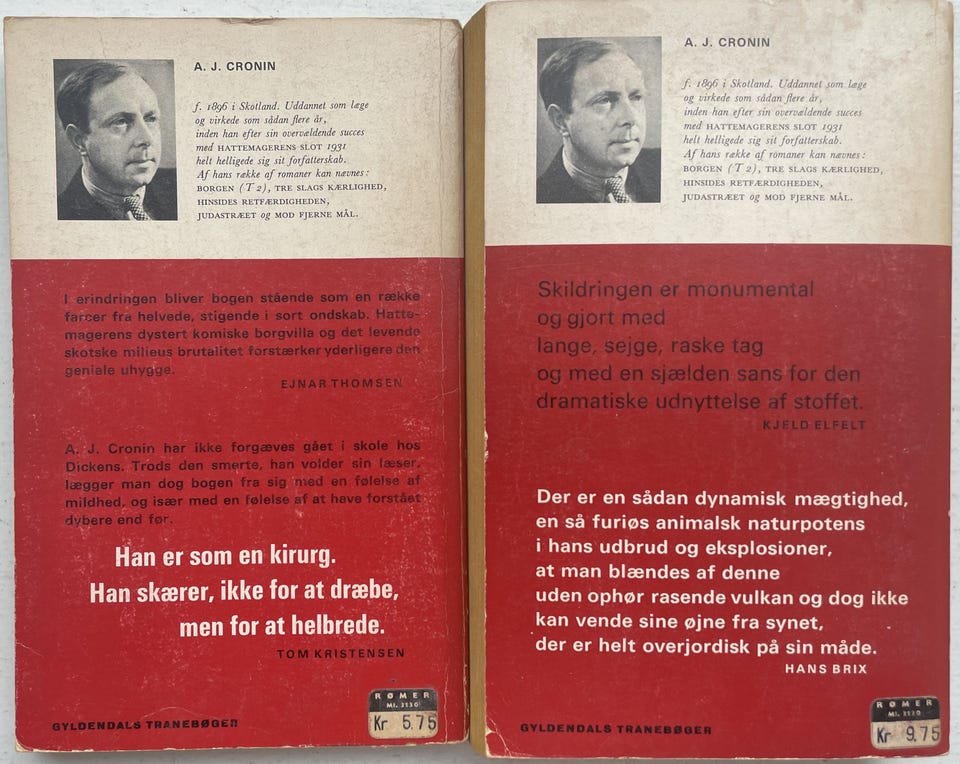 A. J. CRONIN
f. 1896 i Skotland. Uddannet som læge
og virkede som sådan flere år,
inden han efter sin overvældende succes
med HATTEMAGERENS SLOT 1931
helt helligede sig sit forfatterskab.
Af hans række af romaner kan nævnes:
BORGEN (T 2), TRE SLAGS KÆRLIGHED,
HINSIDES RETFÆRDIGHEDEN,
JUDASTRÆET og MOD FJERNE MÅL.
I erindringen bliver bogen stående som en række
farcer fra helvede, stigende i sort ondskab. Hatte-
magerens dystert komiske borgvilla og det levende
skotske milieus brutalitet forstærker yderligere den
geniale uhygge.
EJNAR THOMSEN
A. J. Cronin har ikke forgæves gået i skole hos
Dickens. Trods den smerte, han volder sin læser,
lægger man dog bogen fra sig med en følelse af
mildhed, og især med en følelse af at have forstået
dybere end før.
Han er som en kirurg.
Han skærer, ikke for at dræbe,
men for at helbrede.
TOM KRISTENSEN
GYLDENDALS TRANEBØGER
RØMER
MI. 2130
Kr 5.75
A. J. CRONIN
f. 1896 i Skotland. Uddannet som læge
og virkede som sådan flere år,
inden han efter sin overvældende succes
med HATTEMAGERENS SLOT 1931
helt helligede sig sit forfatterskab.
Af hans række af romaner kan nævnes:
BORGEN (T 2), TRE SLAGS KÆRLIGHED,
HINSIDES RETFÆRDIGHEDEN,
JUDASTRÆET og MOD FJERNE MÅL.
Skildringen er monumental
og gjort med
lange, sejge, raske tag
og med en sjælden sans for den
dramatiske udnyttelse af stoffet.
KJELD ELFELT
Der er en sådan dynamisk mægtighed,
en så furiøs animalsk naturpotens
i hans udbrud og eksplosioner,
at man blændes af denne
uden ophør rasende vulkan og dog ikke
kan vende sine øjne fra synet,
der er helt overjordisk på sin måde.
HANS BRIX
GYLDENDALS TRANEBØGER
RØMER
MI. 2130
Kr 9.75